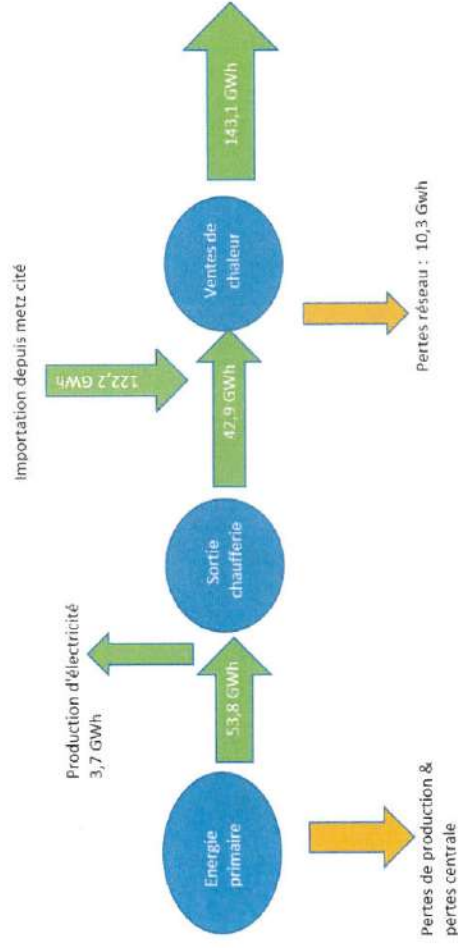 Importation depuis metz cité
Production d'électricité
3,7 GWh
122,2 GWh
Energie
primaire
53,8 GWh
Sortie
chaufferie
42,9 GWh
Ventes de
chaleur
143,1 GWh
Pertes de production &
pertes centrale
Pertes réseau : 10,3 Gwh